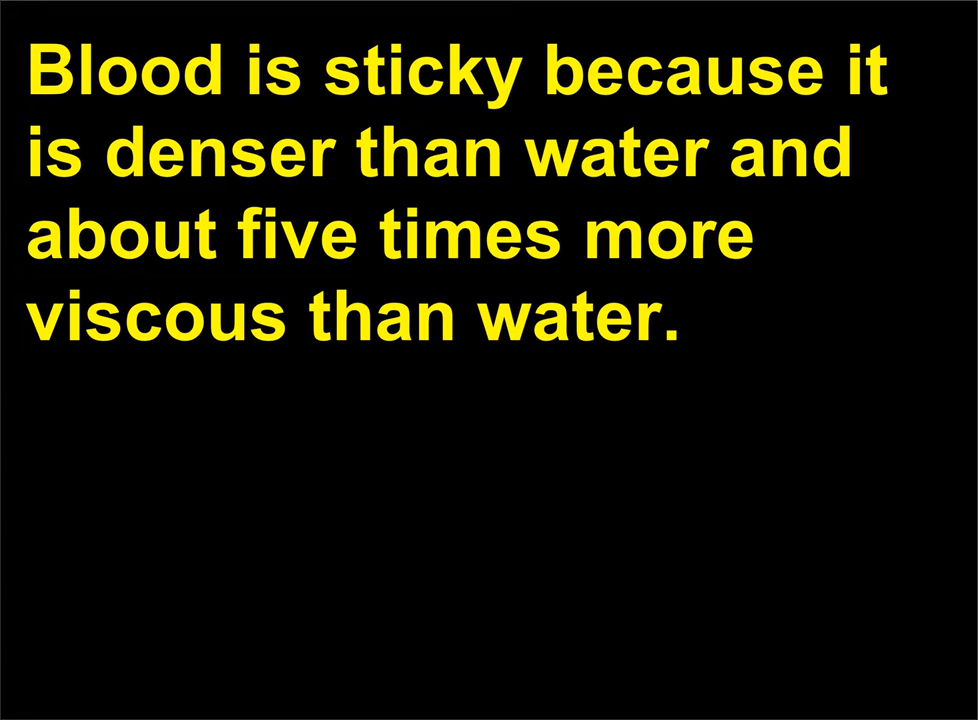 Blood is sticky because it
is denser than water and
about five times more
viscous than water.